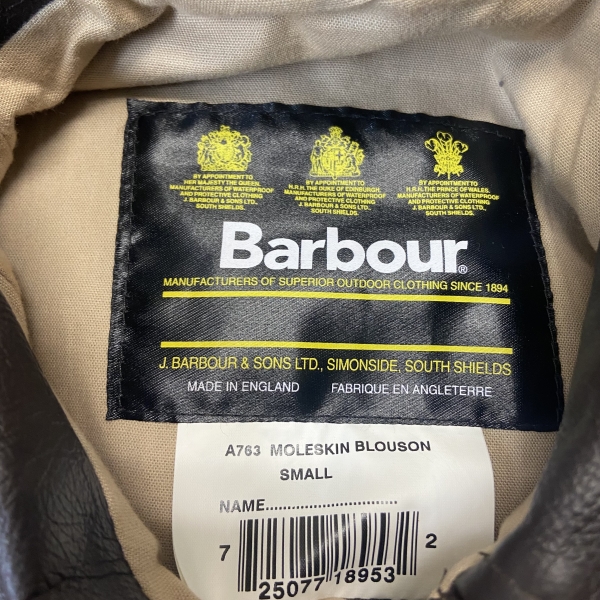 BY APPOINTMENT TO
HER MAJESTY THE QUEEN.
MANUFACTURERS OF WATERPROOF
AND PROTECTIVE CLOTHING
J. BARBOUR & SONS LTD.
SOUTH SHIELDS.
BY APPOINTMENT TO
H.R.H. THE DUKE OF EDINBURGH.
MANUFACTURERS OF WATERPROOF
AND PROTECTIVE CLOTHING
J. BARBOUR & SONS LTD.
SOUTH SHIELDS.
BY APPOINTMENT TO
H.R.H. THE PRINCE OF WALES.
MANUFACTURERS OF WATERPROOF
AND PROTECTIVE CLOTHING
J. BARBOUR & SONS LTD.
SOUTH SHIELDS.
Barbour®
MANUFACTURERS OF SUPERIOR OUTDOOR CLOTHING SINCE 1894
J. BARBOUR & SONS LTD., SIMONSIDE, SOUTH SHIELDS
MADE IN ENGLAND FABRIQUE EN ANGLETERRE
A763 MOLESKIN BLOUSON
SMALL
NAME..............................
7 25077 18953 2